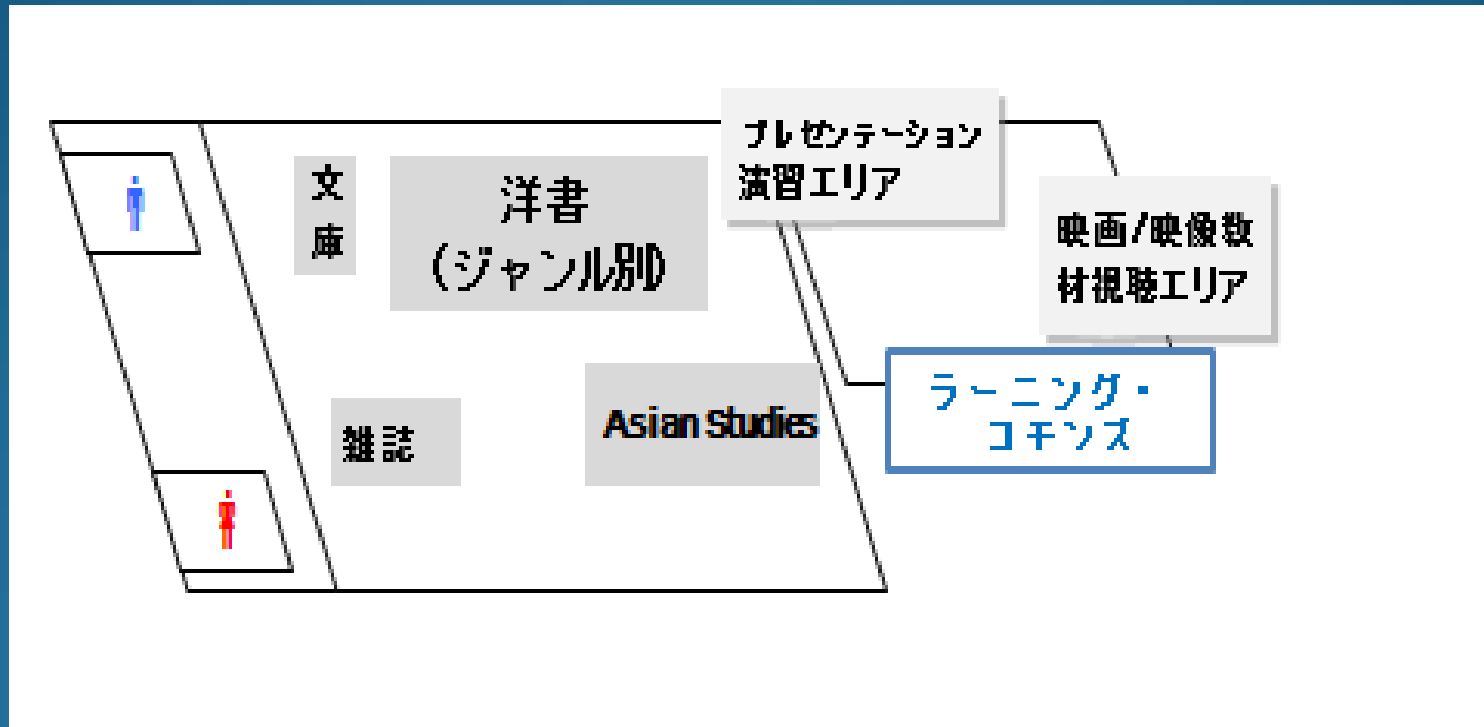 プレゼンテーション
演習エリア
文
庫
洋書
(ジャンル別)
映画/映像数
材視聴エリア
ラーニング・
コモンズ
Asian Studies
雑誌